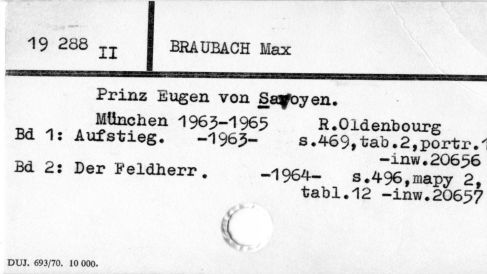 19 288 II
BRAUBACH Max
Prinz Eugen von Savoyen.
München 1963-1965 R.Oldenbourg
Bd 1: Aufstieg. -1963- s.469,tab.2,portr.1
-inw.20656
Bd 2: Der Feldherr. -1964- s.496,mapy 2,
tabl.12 -inw.20657
DUJ. 693/70. 10 000.